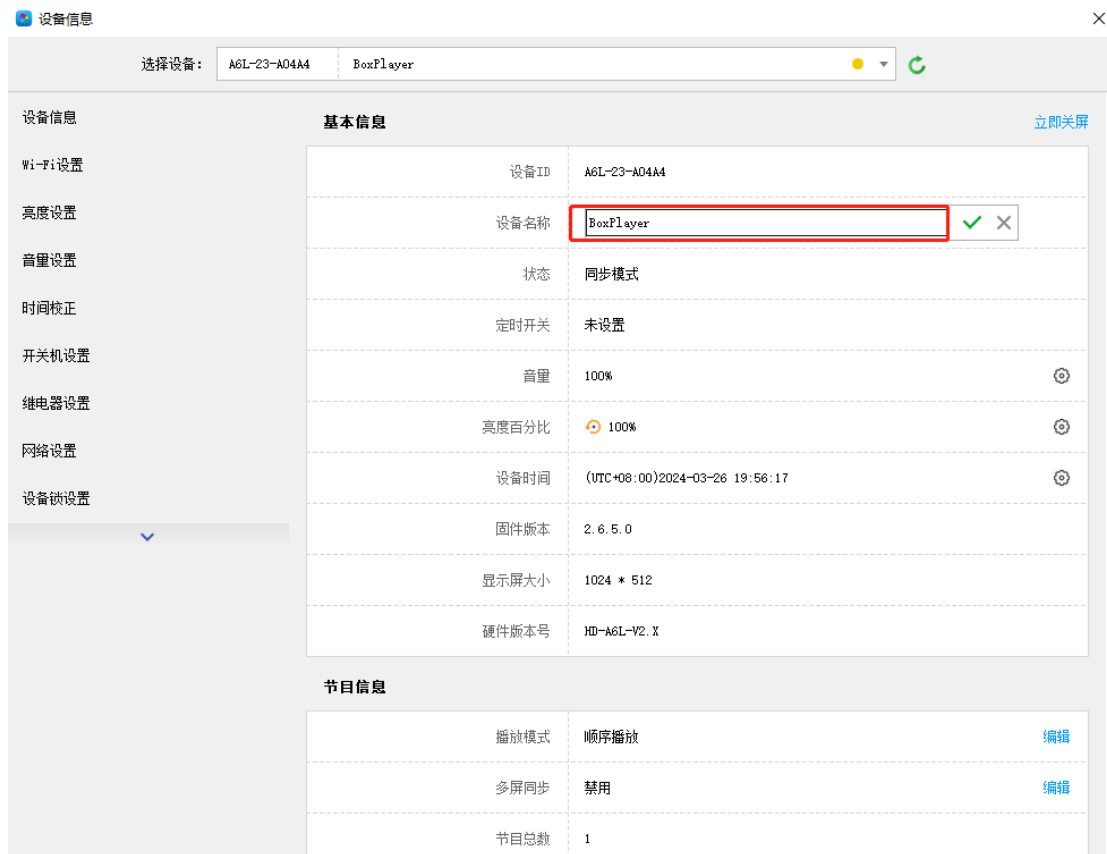 设备信息
选择设备: A6L-23-A04A4 BoxPlayer
设备信息
Wi-Fi设置
亮度设置
音量设置
时间校正
开关机设置
继电器设置
网络设置
设备锁设置
基本信息 立即关屏
设备ID A6L-23-A04A4
设备名称 BoxPlayer
状态 同步模式
定时开关 未设置
音量 100%
亮度百分比 100%
设备时间 (UTC+08:00)2024-03-26 19:56:17
固件版本 2.6.5.0
显示屏大小 1024 * 512
硬件版本号 HD-A6L-V2.X
节目信息
播放模式 顺序播放 编辑
多屏同步 禁用 编辑
节目总数 1